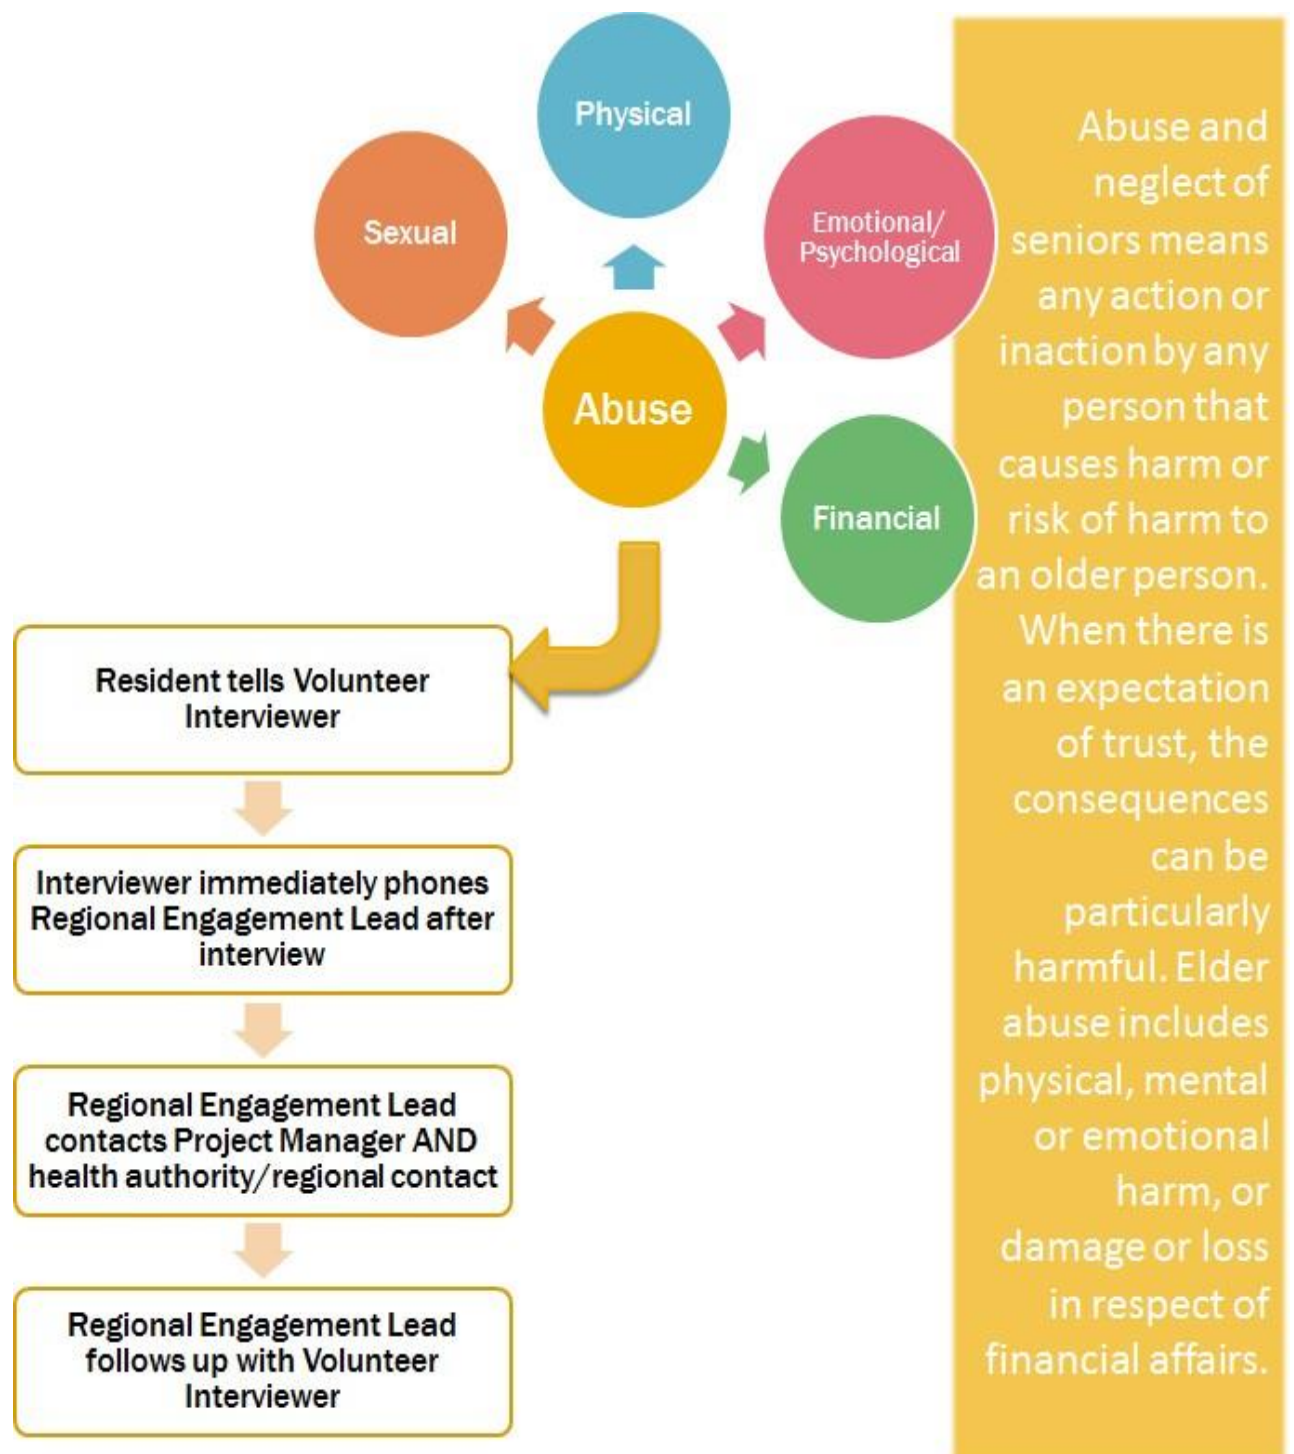 Physical
Sexual
Emotional/
Psychological
Abuse
Financial
Resident tells Volunteer
Interviewer
Interviewer immediately phones
Regional Engagement Lead after
interview
Regional Engagement Lead
contacts Project Manager AND
health authority/regional contact
Regional Engagement Lead
follows up with Volunteer
Interviewer
Abuse and
neglect of
seniors means
any action or
inaction by any
person that
causes harm or
risk of harm to
an older person.
When there is
an expectation
of trust, the
consequences
can be
particularly
harmful. Elder
abuse includes
physical, mental
or emotional
harm, or
damage or loss
in respect of
financial affairs.